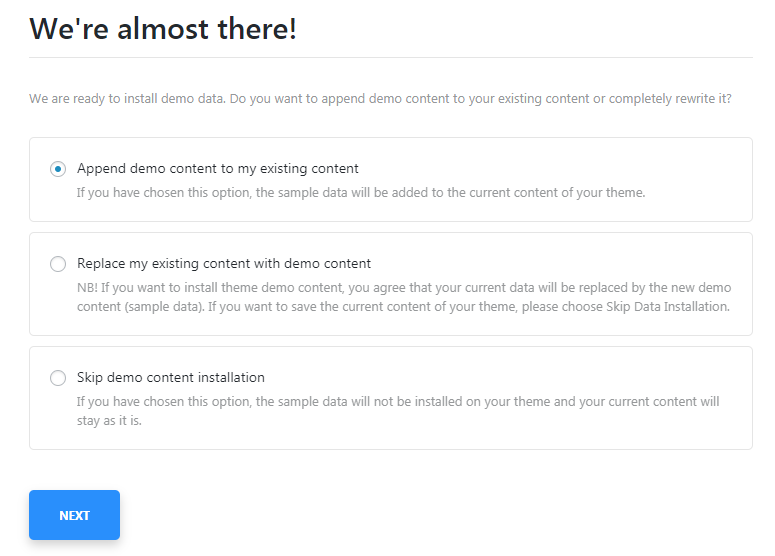 We're almost there!
We are ready to install demo data. Do you want to append demo content to your existing content or completely rewrite it?
Append demo content to my existing content
If you have chosen this option, the sample data will be added to the current content of your theme.
Replace my existing content with demo content
NB! If you want to install theme demo content, you agree that your current data will be replaced by the new demo
content (sample data). If you want to save the current content of your theme, please choose Skip Data Installation.
Skip demo content installation
If you have chosen this option, the sample data will not be installed on your theme and your current content will
stay as it is.
NEXT